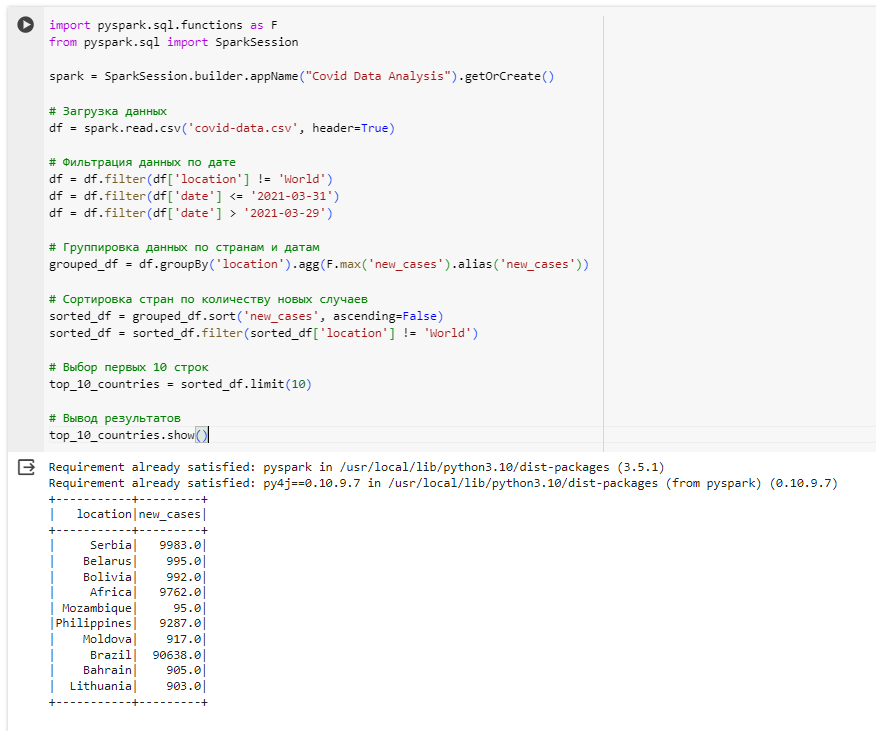 import pyspark.sql.functions as F
from pyspark.sql import SparkSession
spark = SparkSession.builder.appName("Covid Data Analysis").getOrCreate()
# Загрузка данных
df = spark.read.csv('covid-data.csv', header=True)
# Фильтрация данных по дате
df = df.filter(df['location'] != 'World')
df = df.filter(df['date'] <= '2021-03-31')
df = df.filter(df['date'] > '2021-03-29')
# Группировка данных по странам и датам
grouped_df = df.groupBy('location').agg(F.max('new_cases').alias('new_cases'))
# Сортировка стран по количеству новых случаев
sorted_df = grouped_df.sort('new_cases', ascending=False)
sorted_df = sorted_df.filter(sorted_df['location'] != 'World')
# Выбор первых 10 строк
top_10_countries = sorted_df.limit(10)
# Вывод результатов
top_10_countries.show()
Requirement already satisfied: pyspark in /usr/local/lib/python3.10/dist-packages (3.5.1)
Requirement already satisfied: py4j==0.10.9.7 in /usr/local/lib/python3.10/dist-packages (from pyspark) (0.10.9.7)
+-----------+---------+
|   location|new_cases|
+-----------+---------+
|     Serbia|   9983.0|
|    Belarus|    995.0|
|    Bolivia|    992.0|
|     Africa|   9762.0|
| Mozambique|     95.0|
|Philippines|   9287.0|
|    Moldova|    917.0|
|     Brazil|  90638.0|
|    Bahrain|    905.0|
|  Lithuania|    903.0|
+-----------+---------+